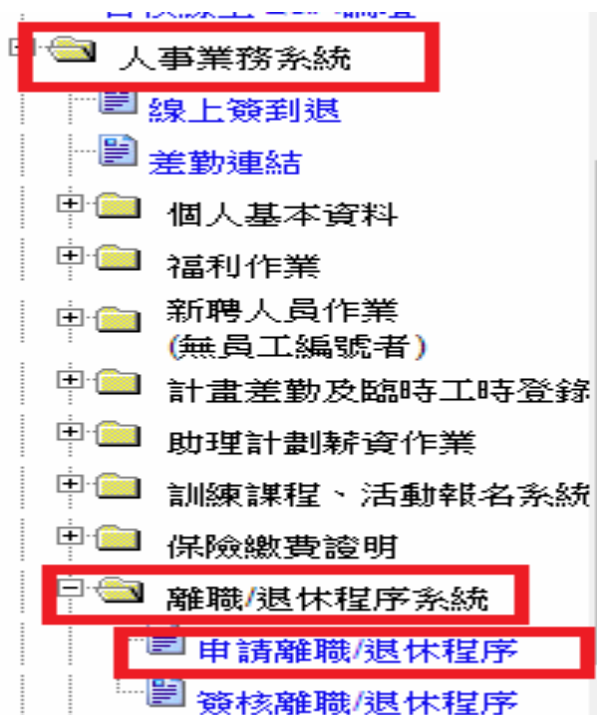 人事業務系統
線上簽到退
差勤連結
個人基本資料
福利作業
新聘人員作業
(無員工編號者)
計畫差勤及臨時工時登錄
助理計劃薪資作業
訓練課程、活動報名系統
保險繳費證明
離職/退休程序系統
申請離職/退休程序
簽核離職/退休程序